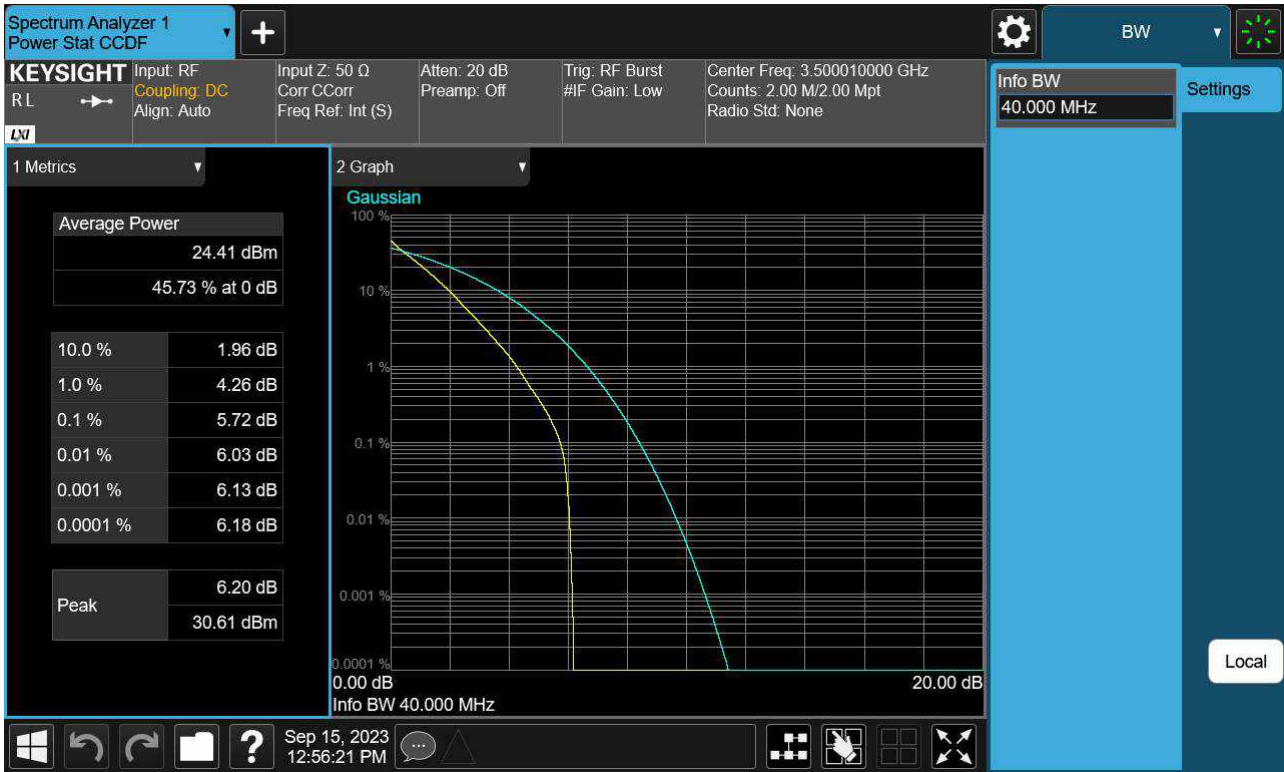 Spectrum Analyzer 1
Power Stat CCDF
▼
+
BW
▼
KEYSIGHT
RL
LXI
Input: RF
Coupling: DC
Align: Auto
Input Z: 50 Ω
Corr CCorr
Freq Ref: Int (S)
Atten: 20 dB
Preamp: Off
Trig: RF Burst
#IF Gain: Low
Center Freq: 3.500010000 GHz
Counts: 2.00 M/2.00 Mpt
Radio Std: None
Info BW
40.000 MHz
Settings
1 Metrics ▼
Average Power
24.41 dBm
45.73 % at 0 dB
10.0 % 1.96 dB
1.0 % 4.26 dB
0.1 % 5.72 dB
0.01 % 6.03 dB
0.001 % 6.13 dB
0.0001 % 6.18 dB
Peak
6.20 dB
30.61 dBm
2 Graph ▼
Gaussian
100 %
10 %
1 %
0.1 %
0.01 %
0.001 %
0.0001 %
0.00 dB 20.00 dB
Info BW 40.000 MHz
Local
?
Sep 15, 2023
12:56:21 PM